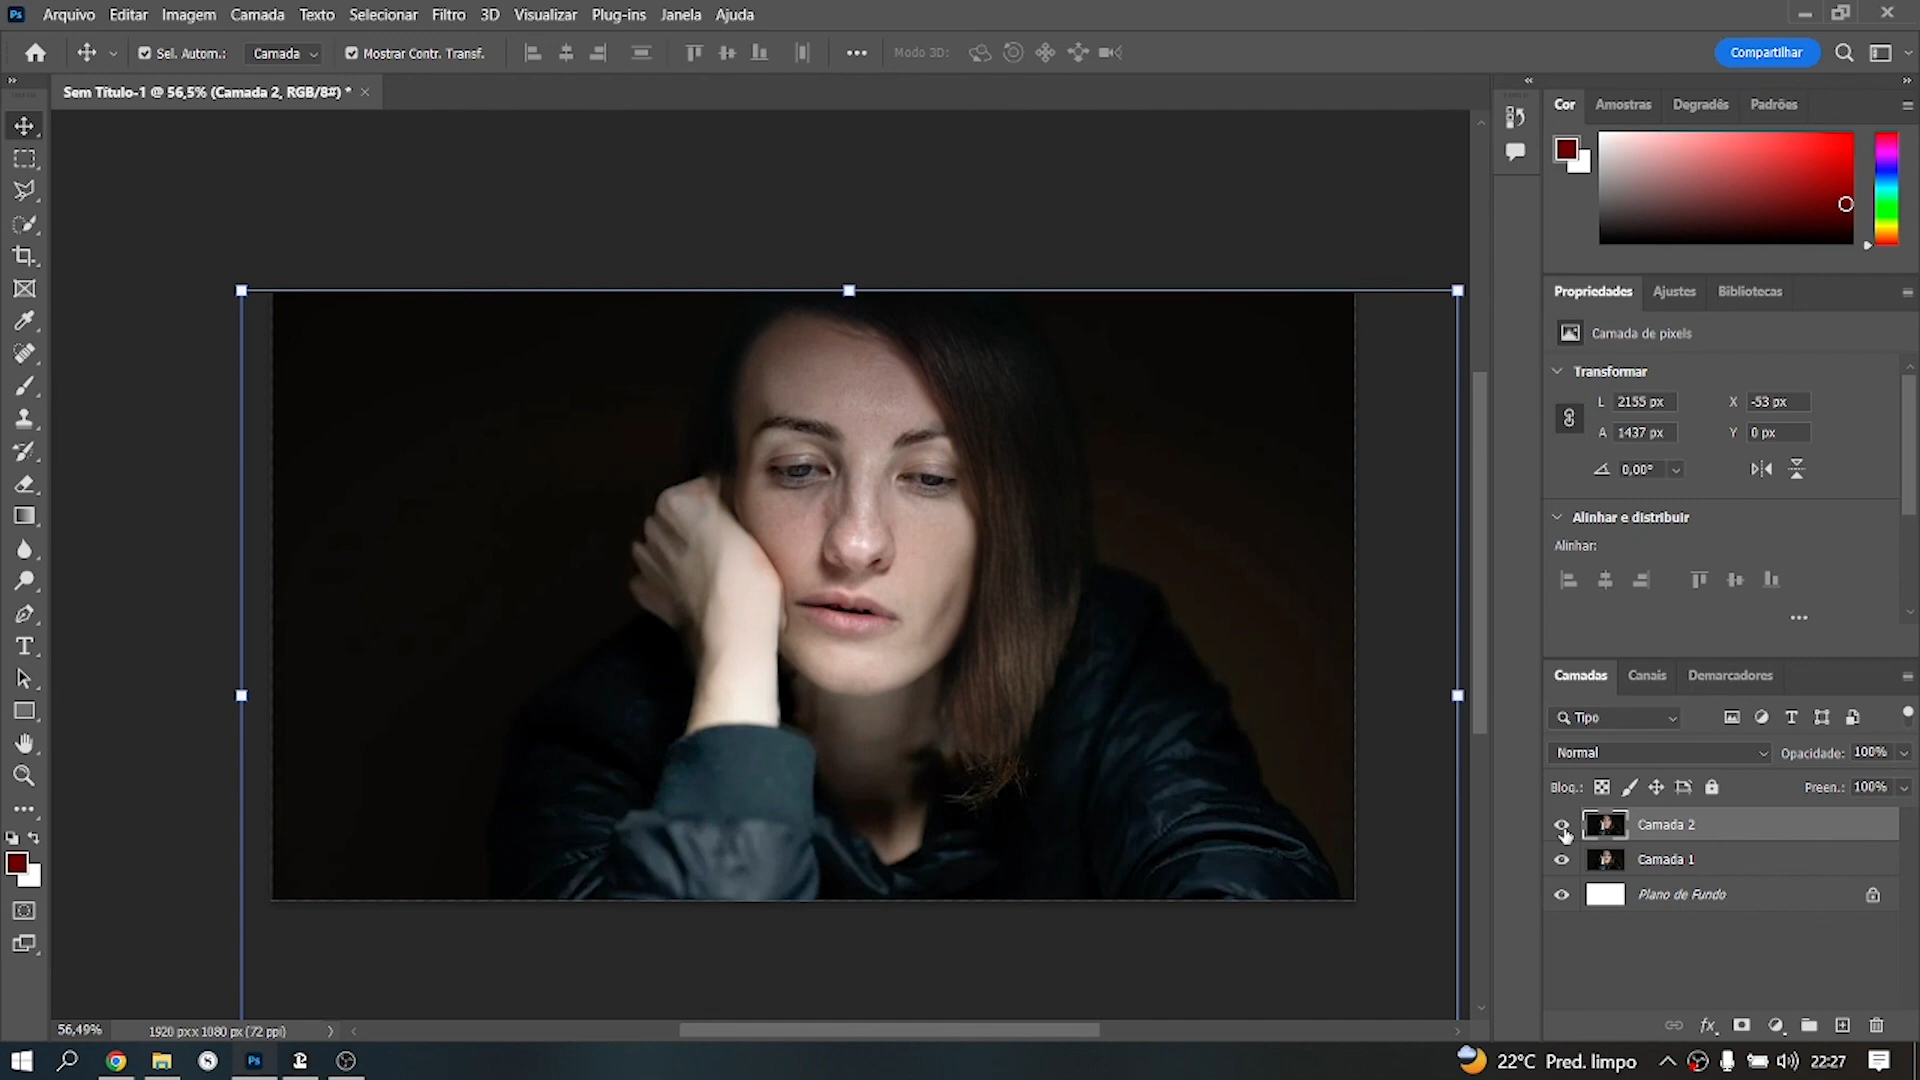 Ps Arquivo Editar Imagem Camada Texto Selecionar Filtro 3D Visualizar Plug-ins Janela Ajuda
Sel. Autom.: Camada Mostrar Contr. Transf. Modo 3D: Compartilhar
Sem Título-1 @ 56,5% (Camada 2, RGB/8#) *
Cor Amostras Degradês Padrões
Propriedades Ajustes Bibliotecas
Camada de pixels
Transformar
L 2155 px X -53 px
A 1437 px Y 0 px
0,00°
Alinhar e distribuir
Alinhar:
Camadas Canais Demarcadores
Tipo
Normal Opacidade: 100%
Bloq.: Preen.: 100%
Camada 2
Camada 1
Plano de Fundo
56,49% 1920 px x 1080 px (72 ppi)
Ps 22°C Pred. limpo 22:27